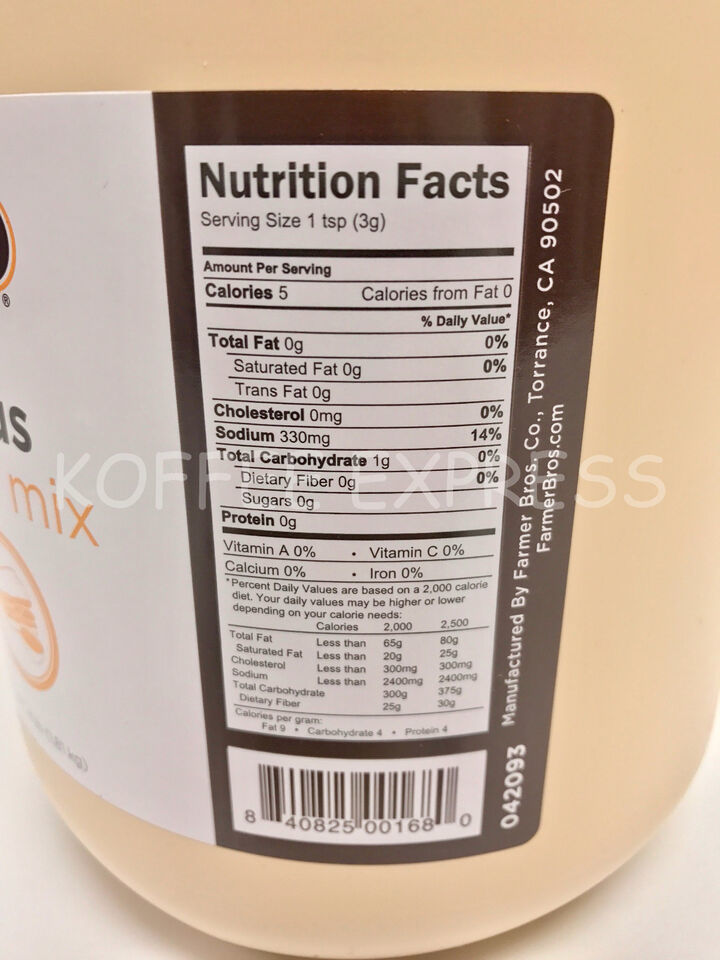 ®
us
mix
Nutrition Facts
Serving Size 1 tsp (3g)
Amount Per Serving
Calories 5 Calories from Fat 0
% Daily Value*
Total Fat 0g 0%
Saturated Fat 0g 0%
Trans Fat 0g
Cholesterol 0mg 0%
Sodium 330mg 14%
Total Carbohydrate 1g 0%
Dietary Fiber 0g 0%
Sugars 0g
Protein 0g
Vitamin A 0% • Vitamin C 0%
Calcium 0% • Iron 0%
*Percent Daily Values are based on a 2,000 calorie
diet. Your daily values may be higher or lower
depending on your calorie needs:
Calories 2,000 2,500
Total Fat Less than 65g 80g
Saturated Fat Less than 20g 25g
Cholesterol Less than 300mg 300mg
Sodium Less than 2400mg 2400mg
Total Carbohydrate 300g 375g
Dietary Fiber 25g 30g
Calories per gram:
Fat 9 • Carbohydrate 4 • Protein 4
8 40825 00168 0
042093 Manufactured By Farmer Bros. Co., Torrance, CA 90502
FarmerBros.com
EXPRESS